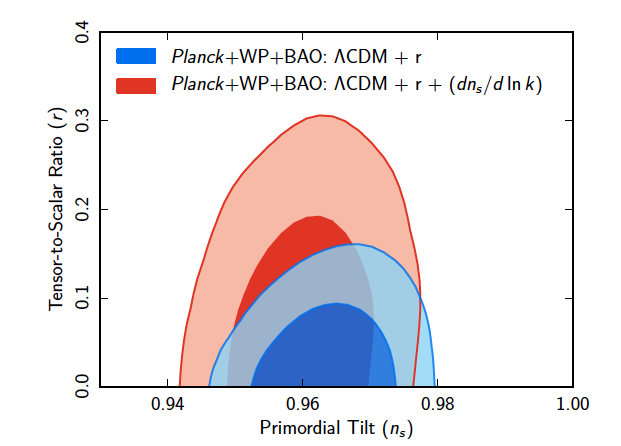 Planck+WP+BAO: ΛCDM + r
Planck+WP+BAO: ΛCDM + r + (dnₛ/d ln k)
Tensor-to-Scalar Ratio (r)
0.4
0.3
0.2
0.1
0.0
0.94 0.96 0.98 1.00
Primordial Tilt (nₛ)